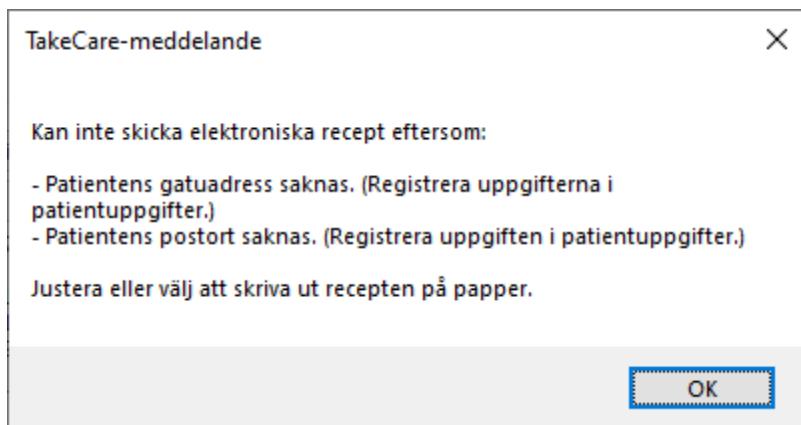 TakeCare-meddelande
Kan inte skicka elektroniska recept eftersom:
- Patientens gatuadress saknas. (Registrera uppgifterna i
patientuppgifter.)
- Patientens postort saknas. (Registrera uppgiften i patientuppgifter.)
Justera eller välj att skriva ut recepten på papper.
OK